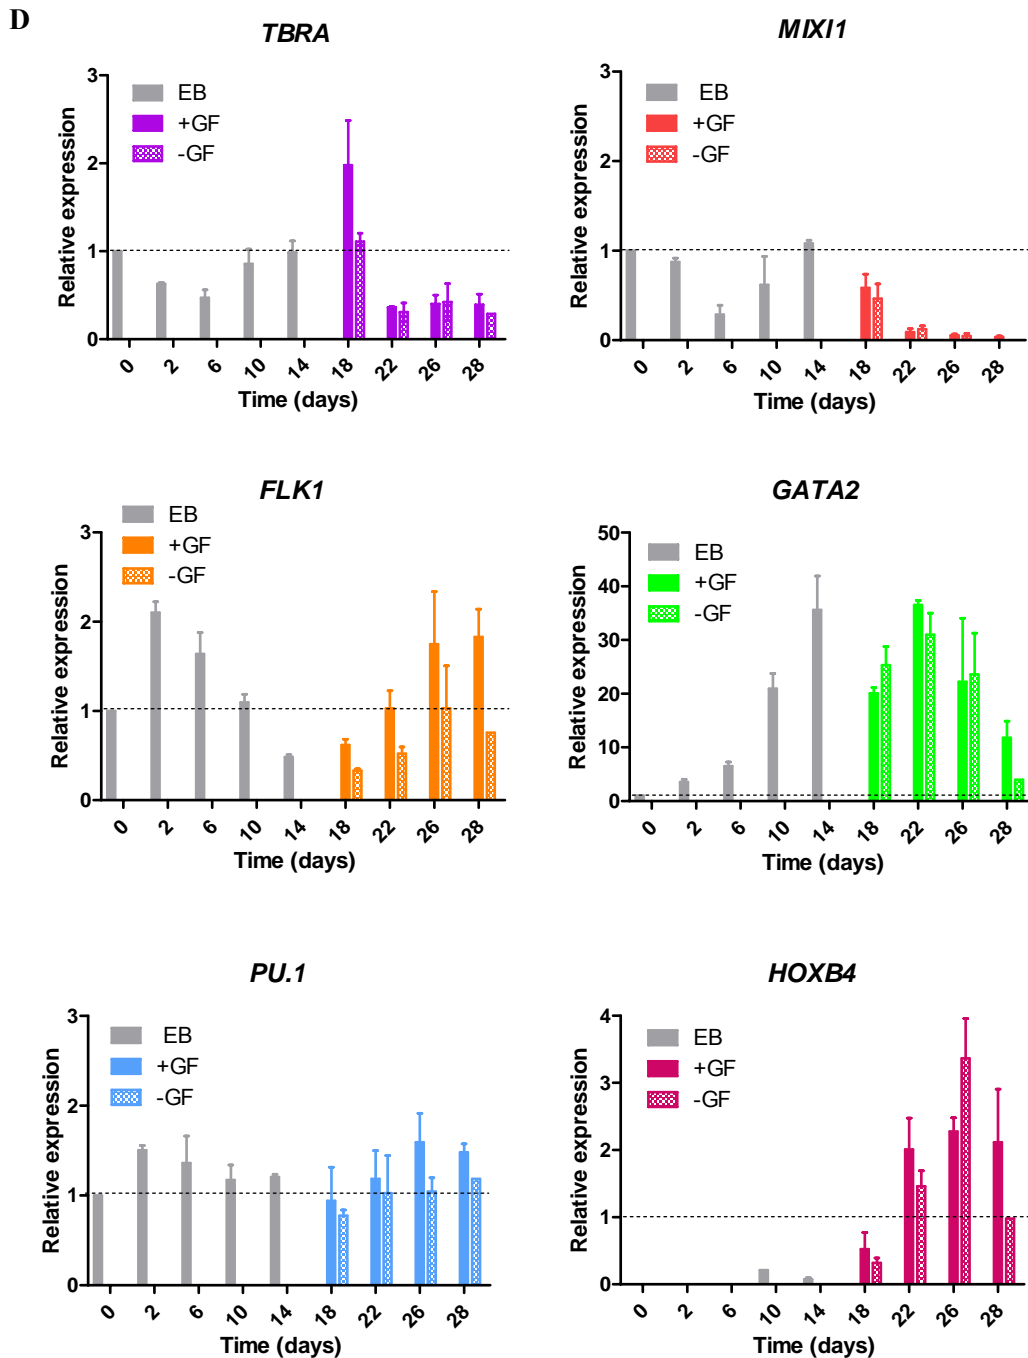 D
TBRA
3
2
1
0
Relative expression
EB
+GF
-GF
0 2 6 10 14 18 22 26 28
Time (days)
MIXI1
3
2
1
0
Relative expression
EB
+GF
-GF
0 2 6 10 14 18 22 26 28
Time (days)
FLK1
3
2
1
0
Relative expression
EB
+GF
-GF
0 2 6 10 14 18 22 26 28
Time (days)
GATA2
50
40
30
20
10
0
Relative expression
EB
+GF
-GF
0 2 6 10 14 18 22 26 28
Time (days)
PU.1
3
2
1
0
Relative expression
EB
+GF
-GF
0 2 6 10 14 18 22 26 28
Time (days)
HOXB4
4
3
2
1
0
Relative expression
EB
+GF
-GF
0 2 6 10 14 18 22 26 28
Time (days)